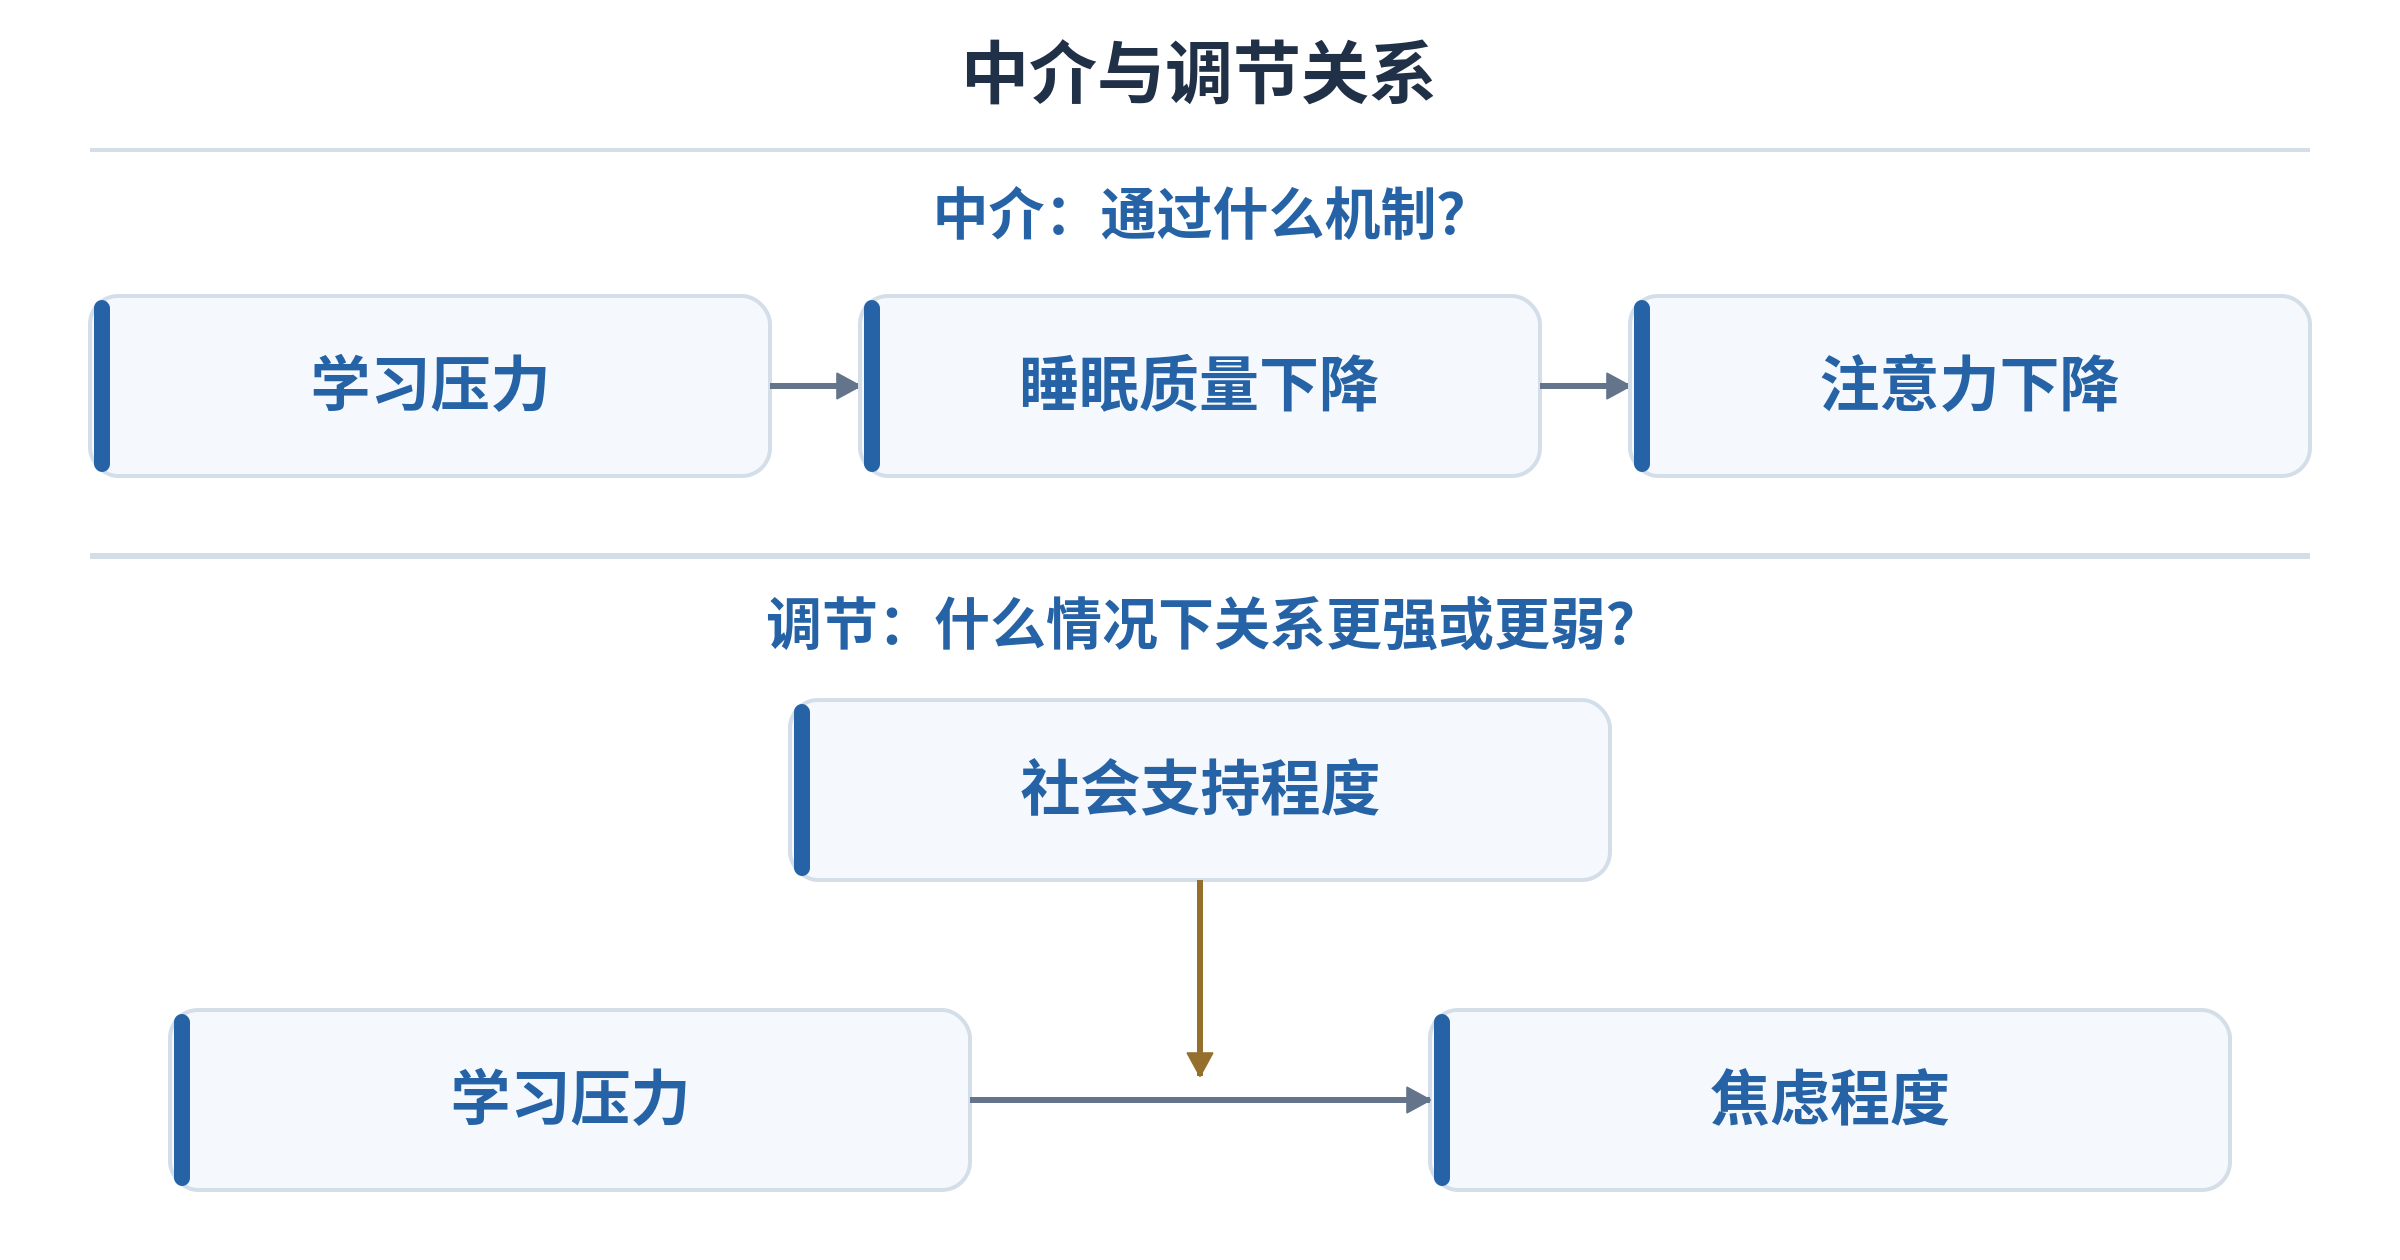 中介与调节关系
中介：通过什么机制？
学习压力
睡眠质量下降
注意力下降
调节：什么情况下关系更强或更弱？
社会支持程度
学习压力
焦虑程度